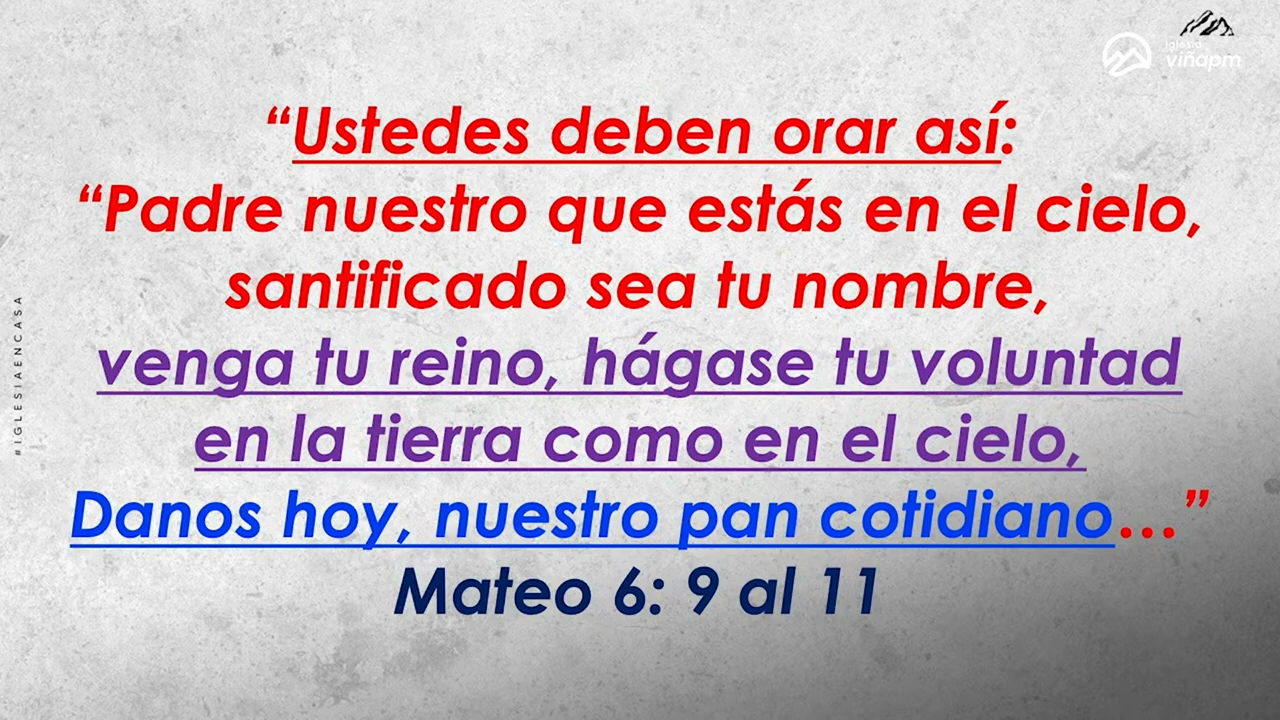 iglesia
viñapm
“Ustedes deben orar así:
“Padre nuestro que estás en el cielo,
santificado sea tu nombre,
venga tu reino, hágase tu voluntad
en la tierra como en el cielo,
Danos hoy, nuestro pan cotidiano...”
Mateo 6: 9 al 11
#IGLESIAENCASA